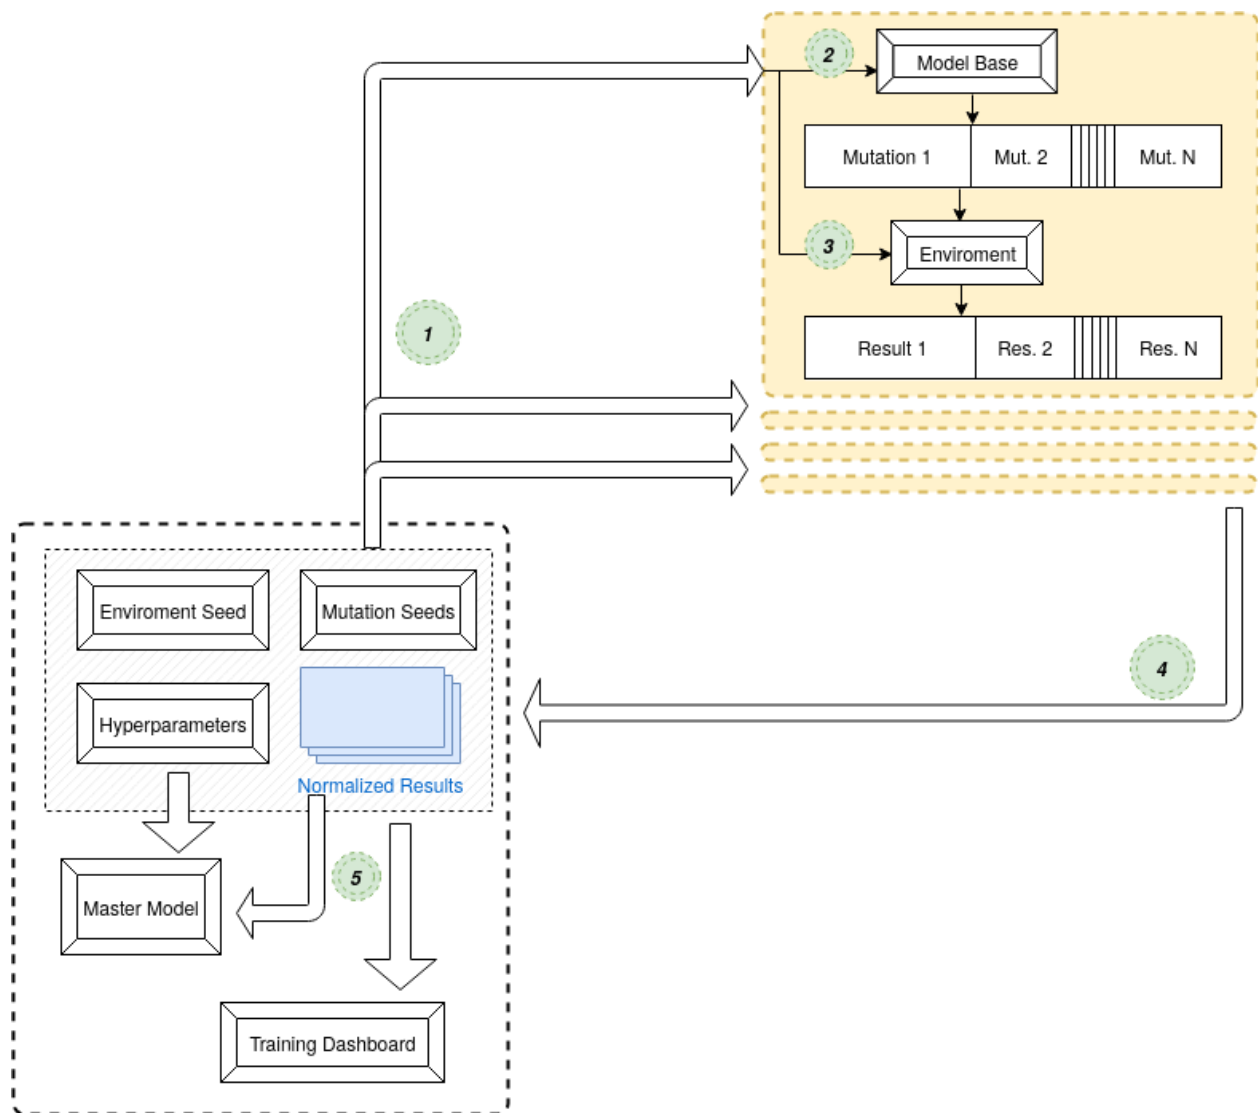 2
Model Base
Mutation 1
Mut. 2
Mut. N
3
Enviroment
1
Result 1
Res. 2
Res. N
Enviroment Seed
Mutation Seeds
4
Hyperparameters
Normalized Results
5
Master Model
Training Dashboard